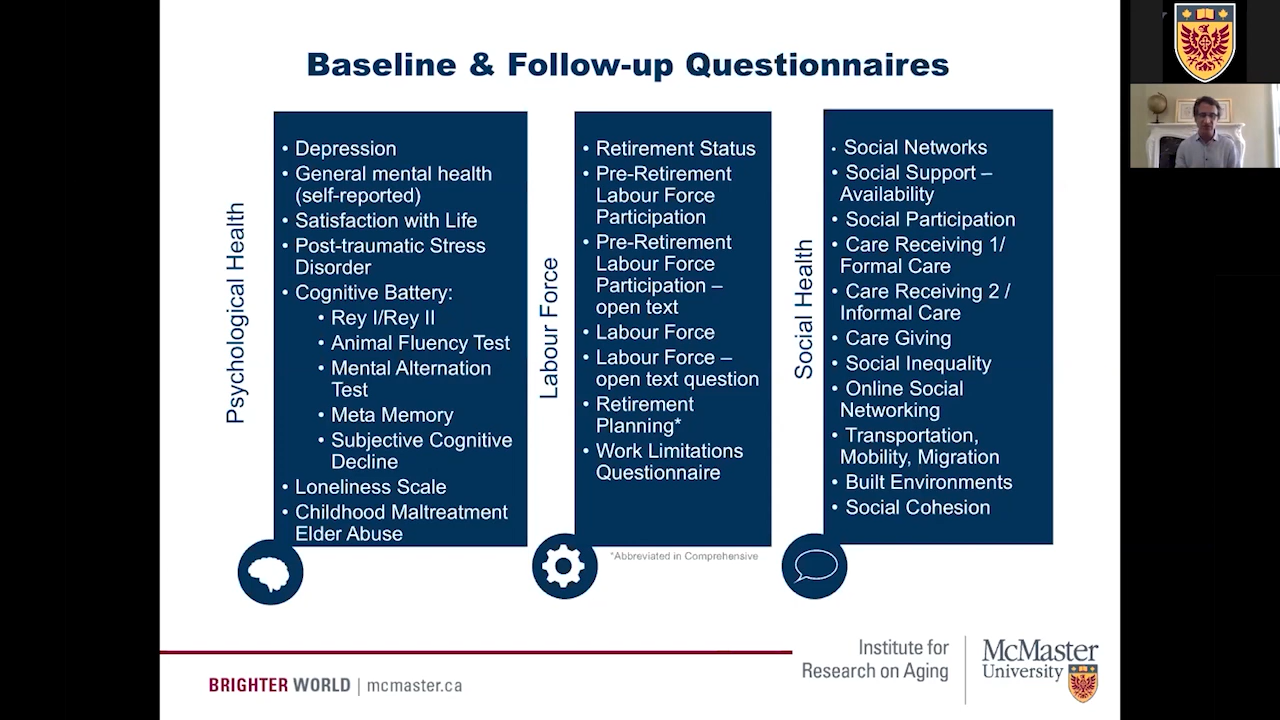 Baseline & Follow-up Questionnaires
Psychological Health
• Depression
• General mental health
(self-reported)
• Satisfaction with Life
• Post-traumatic Stress
Disorder
• Cognitive Battery:
• Rey I/Rey II
• Animal Fluency Test
• Mental Alternation
Test
• Meta Memory
• Subjective Cognitive
Decline
• Loneliness Scale
• Childhood Maltreatment
Elder Abuse
Labour Force
• Retirement Status
• Pre-Retirement
Labour Force
Participation
• Pre-Retirement
Labour Force
Participation –
open text
• Labour Force
• Labour Force –
open text question
• Retirement
Planning*
• Work Limitations
Questionnaire
*Abbreviated in Comprehensive
Social Health
• Social Networks
• Social Support –
Availability
• Social Participation
• Care Receiving 1/
Formal Care
• Care Receiving 2 /
Informal Care
• Care Giving
• Social Inequality
• Online Social
Networking
• Transportation,
Mobility, Migration
• Built Environments
• Social Cohesion
BRIGHTER WORLD | mcmaster.ca
Institute for
Research on Aging
McMaster
University